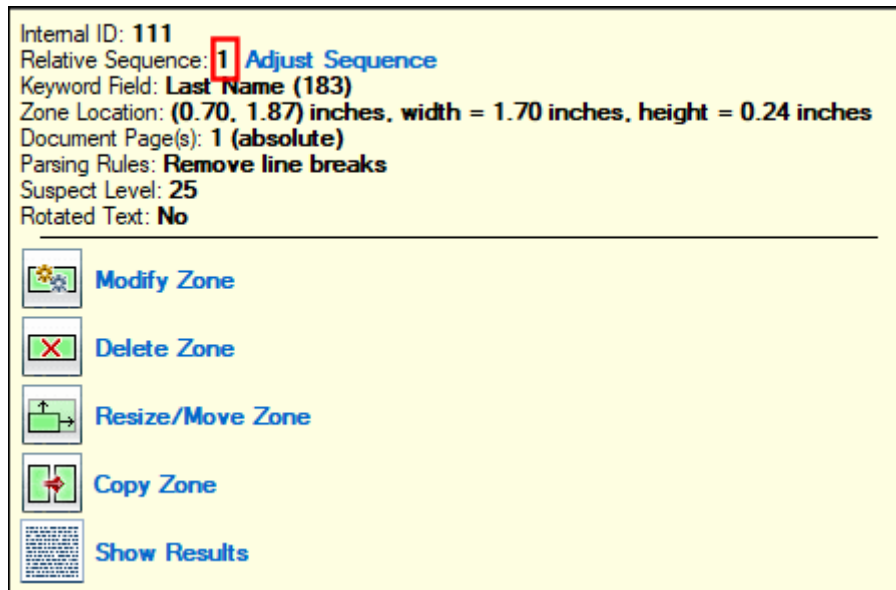 Internal ID: 111
Relative Sequence: 1 Adjust Sequence
Keyword Field: Last Name (183)
Zone Location: (0.70, 1.87) inches, width = 1.70 inches, height = 0.24 inches
Document Page(s): 1 (absolute)
Parsing Rules: Remove line breaks
Suspect Level: 25
Rotated Text: No
Modify Zone
Delete Zone
Resize/Move Zone
Copy Zone
Show Results